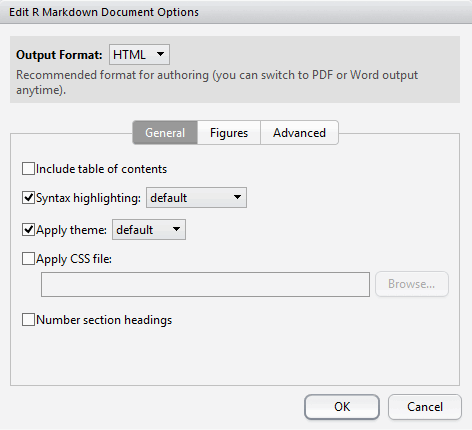 Edit R Markdown Document Options
Output Format: HTML
Recommended format for authoring (you can switch to PDF or Word output
anytime).
General Figures Advanced
Include table of contents
Syntax highlighting: default
Apply theme: default
Apply CSS file:
Browse...
Number section headings
OK Cancel